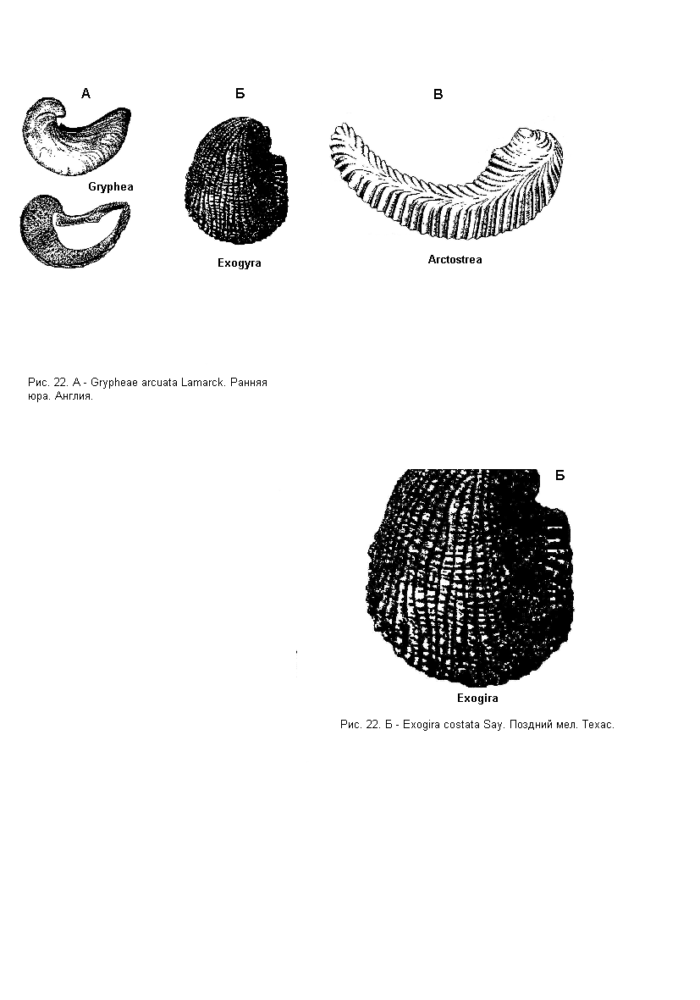 А
Б
В
Gryphea
Exogyra
Arctostrea
Рис. 22. А - Grypheae arcuata Lamarck. Ранняя
юра. Англия.
Б
Exogira
Рис. 22. Б - Exogira costata Say. Поздний мел. Техас.